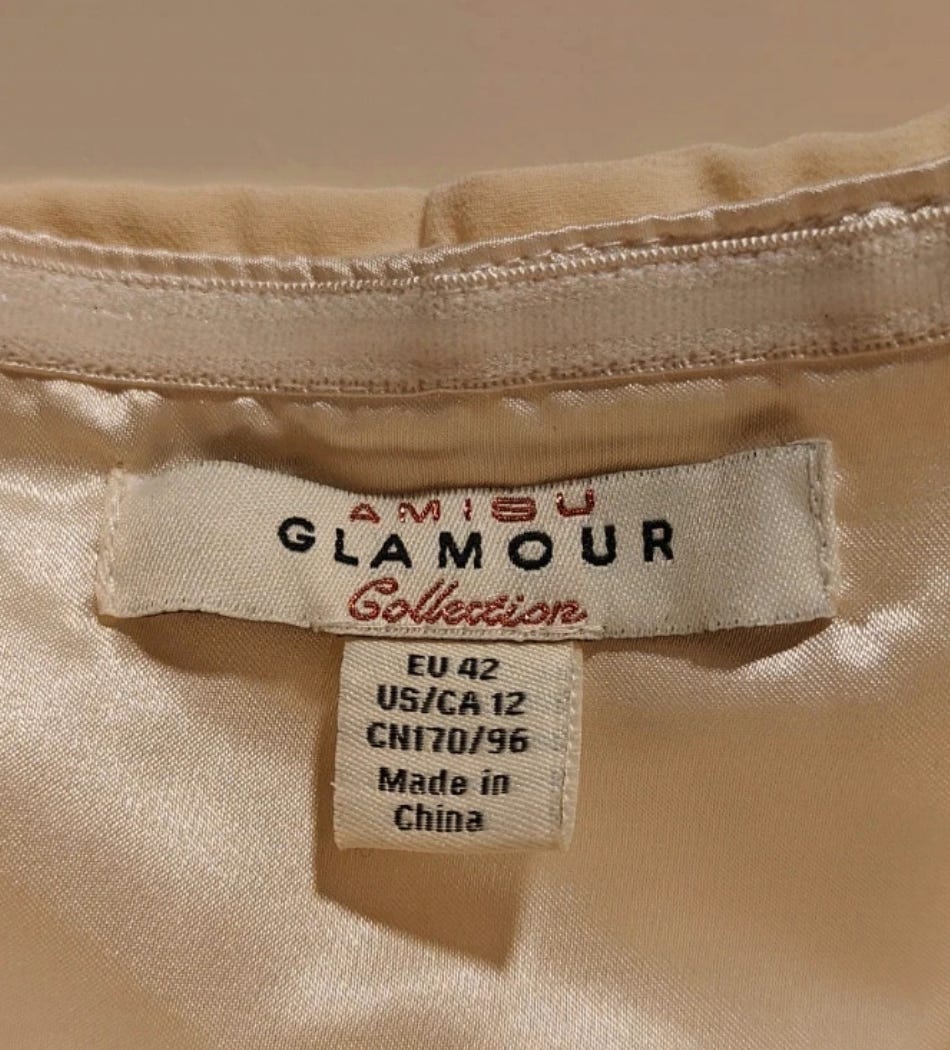 AMISU
GLAMOUR
Collection
EU 42
US/CA 12
CN170/96
Made in
China